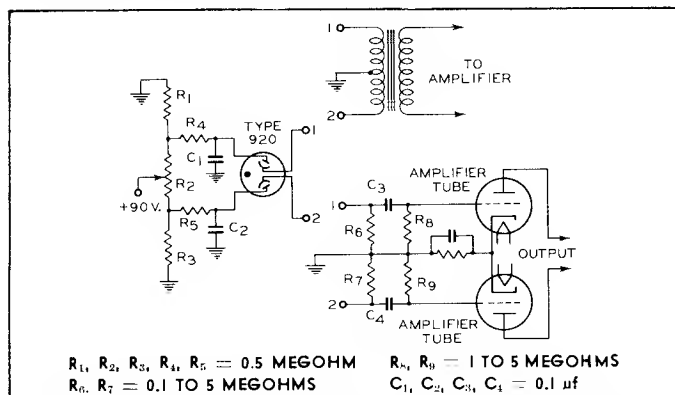 1
TO
AMPLIFIER
2
R1
R4
TYPE
920
1
C1
R2
+90 V.
R5
C2
2
R3
AMPLIFIER
TUBE
C3
1
R6
R8
OUTPUT
R7
R9
2
C4
AMPLIFIER
TUBE
R1, R2, R3, R4, R5 = 0.5 MEGOHM
R6, R7 = 0.1 TO 5 MEGOHMS
R8, R9 = 1 TO 5 MEGOHMS
C1, C2, C3, C4 = 0.1 µf